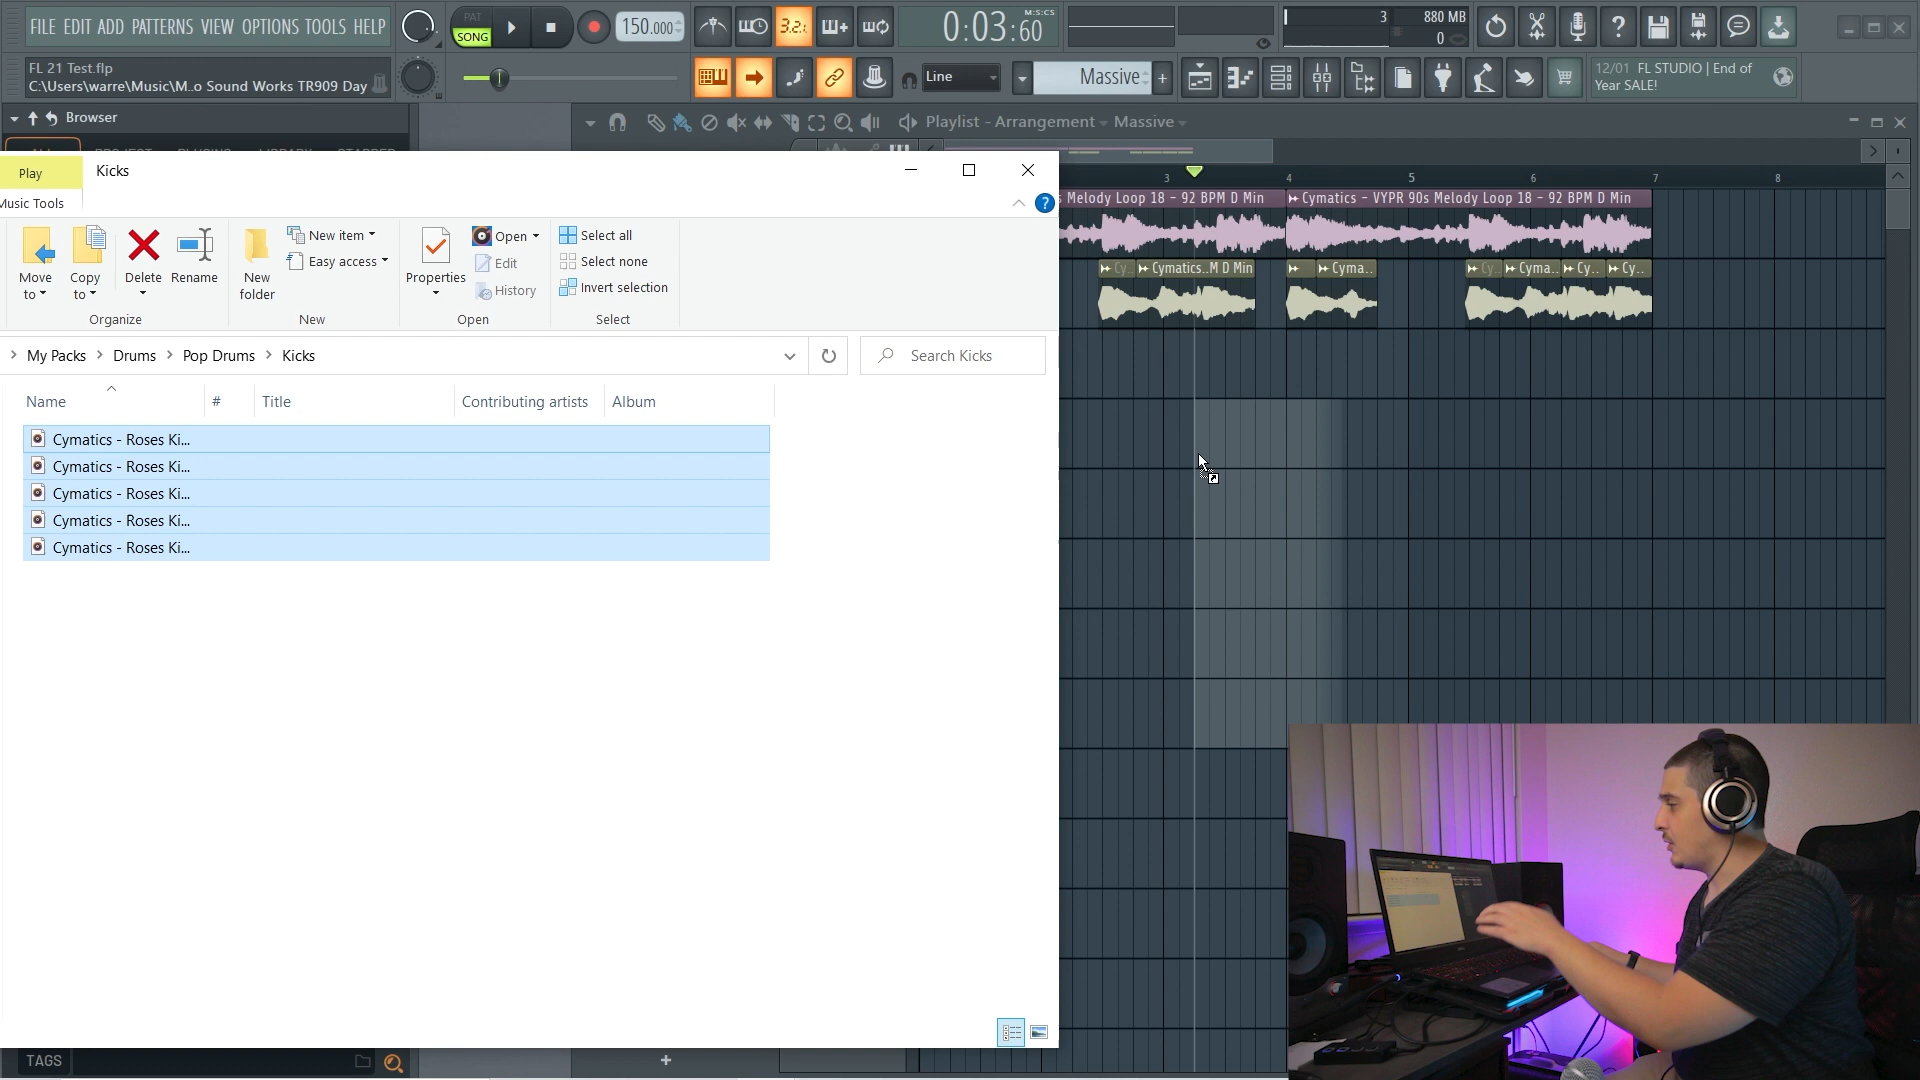 FILE EDIT ADD PATTERNS VIEW OPTIONS TOOLS HELP
PAT
SONG
150.000
3.2.
0:03:60
M:S:CS
3
880 MB
0
FL 21 Test.flp
C:\Users\warre\Music\M..o Sound Works TR909 Day
Line
Massive
12/01 FL STUDIO | End of
Year SALE!
Browser
Playlist - Arrangement
Massive
Play
Kicks
Music Tools
Move
to
Copy
to
Delete
Rename
New
folder
New item
Easy access
Properties
Open
Edit
History
Select all
Select none
Invert selection
Organize
New
Open
Select
My Packs > Drums > Pop Drums > Kicks
Search Kicks
Name
#
Title
Contributing artists
Album
Cymatics - Roses Ki...
Cymatics - Roses Ki...
Cymatics - Roses Ki...
Cymatics - Roses Ki...
Cymatics - Roses Ki...
3 4 5 6 7 8
s Melody Loop 18 - 92 BPM D Min
Cymatics - VYPR 90s Melody Loop 18 - 92 BPM D Min
Cy..
Cymatics..M D Min
Cyma..
Cy..
Cyma..
Cy..
Cy..
TAGS